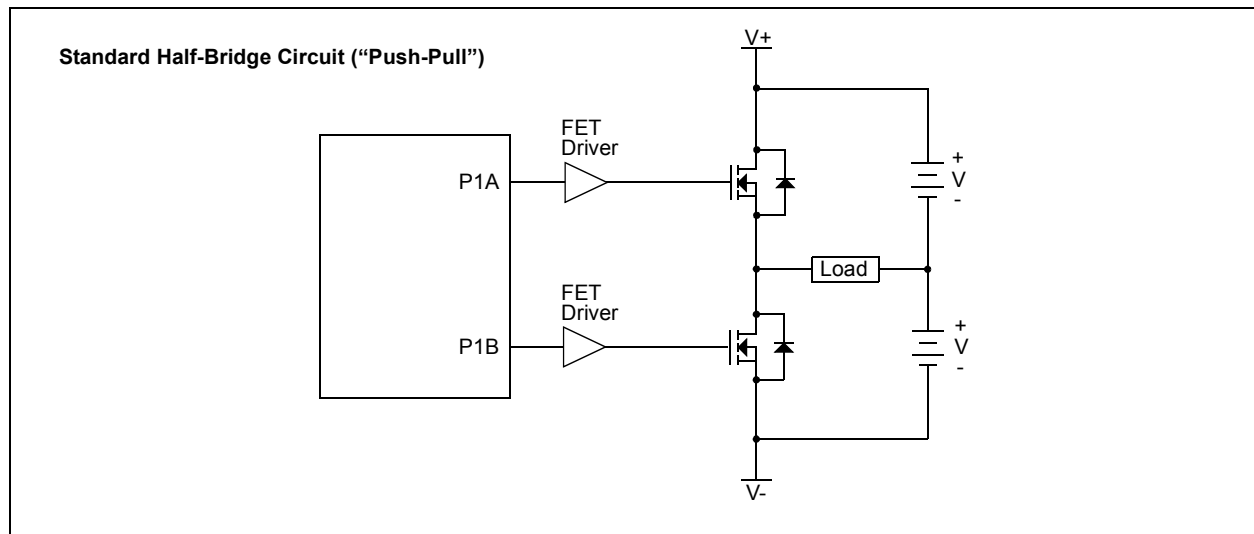 Standard Half-Bridge Circuit (“Push-Pull”)
V+
FET
Driver
P1A
+
V
-
Load
FET
Driver
P1B
+
V
-
V-